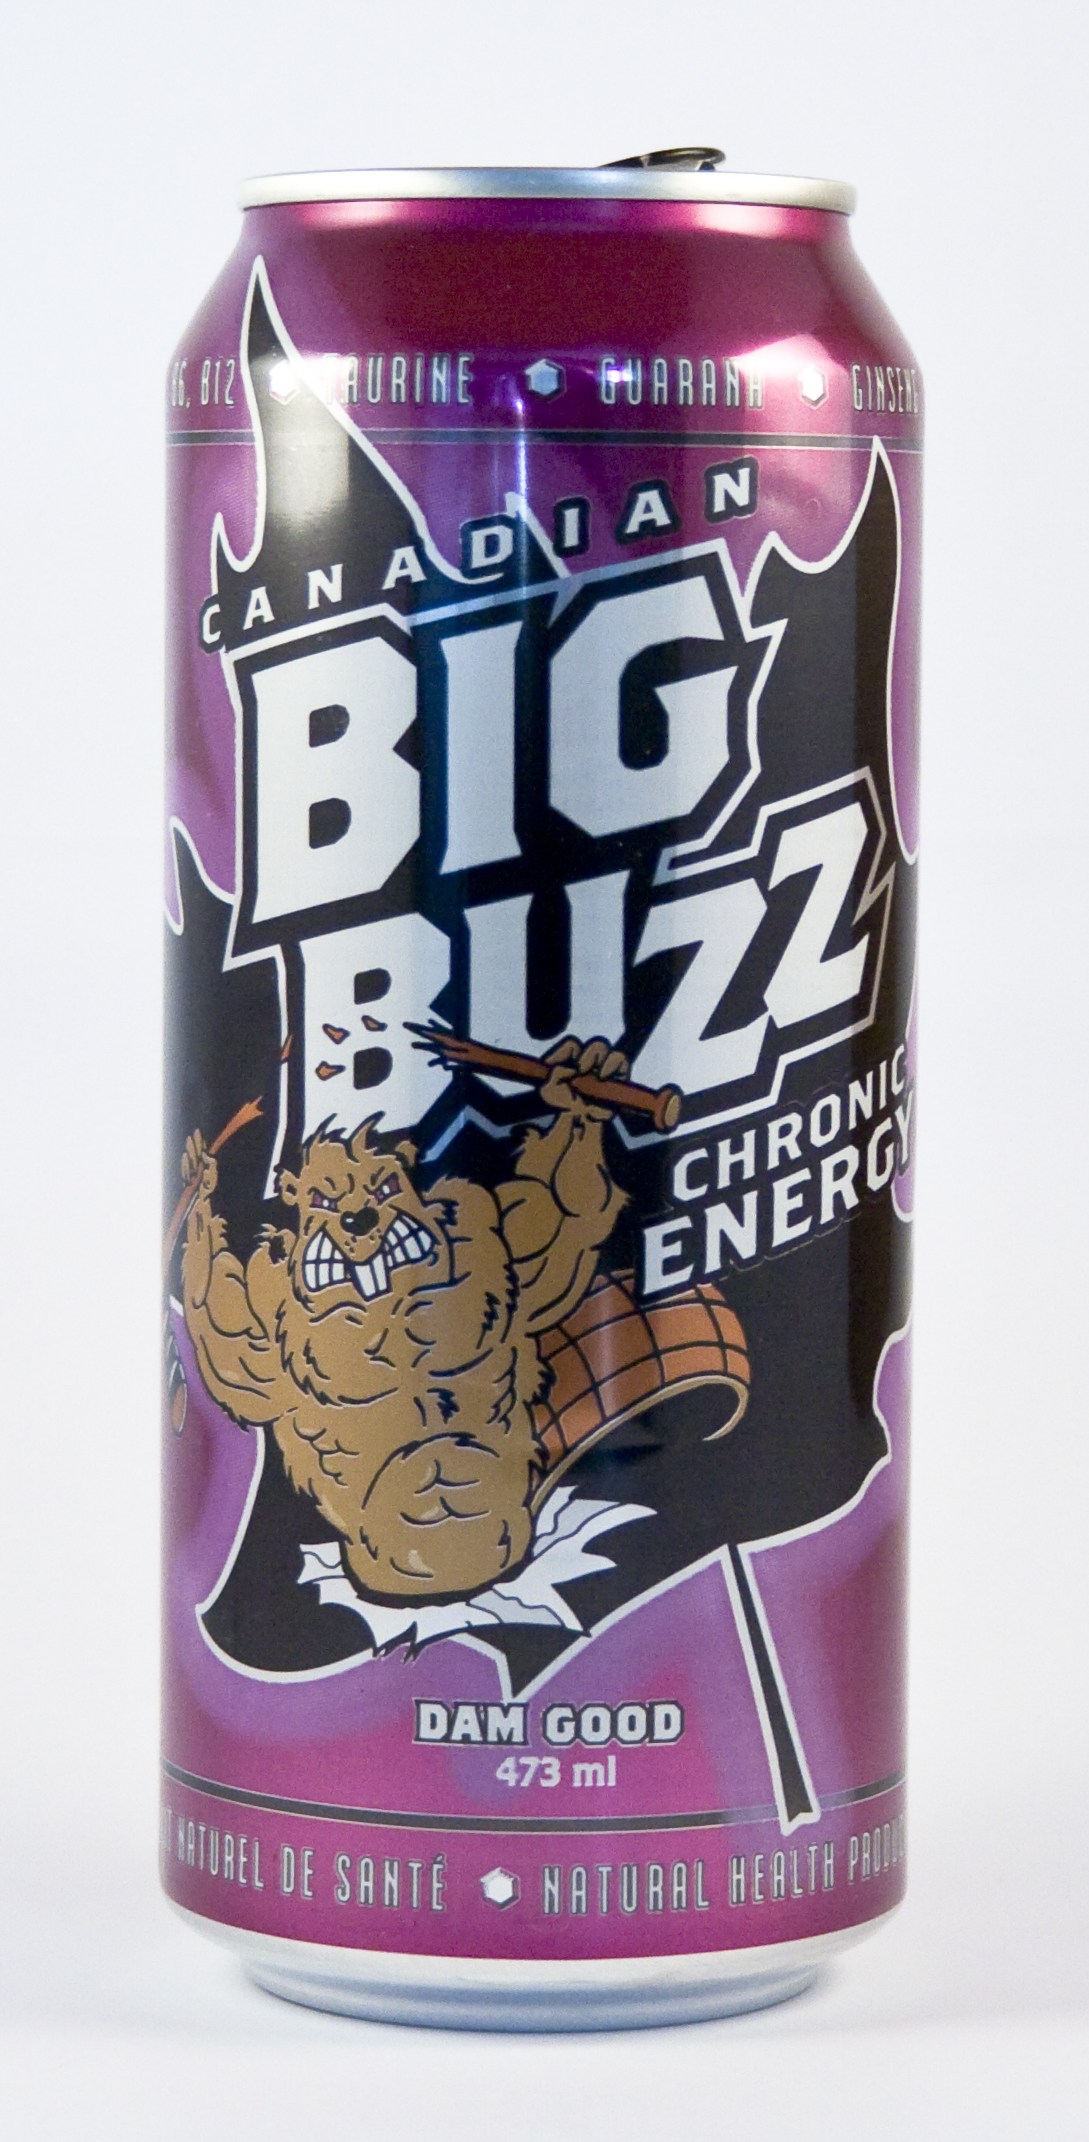 B6, B12 TAURINE GUARANA GINSENG
CANADIAN
BIG
BUZZ
CHRONIC
ENERGY
DAM GOOD
473 ml
NATUREL DE SANTÉ NATURAL HEALTH PRODUCT